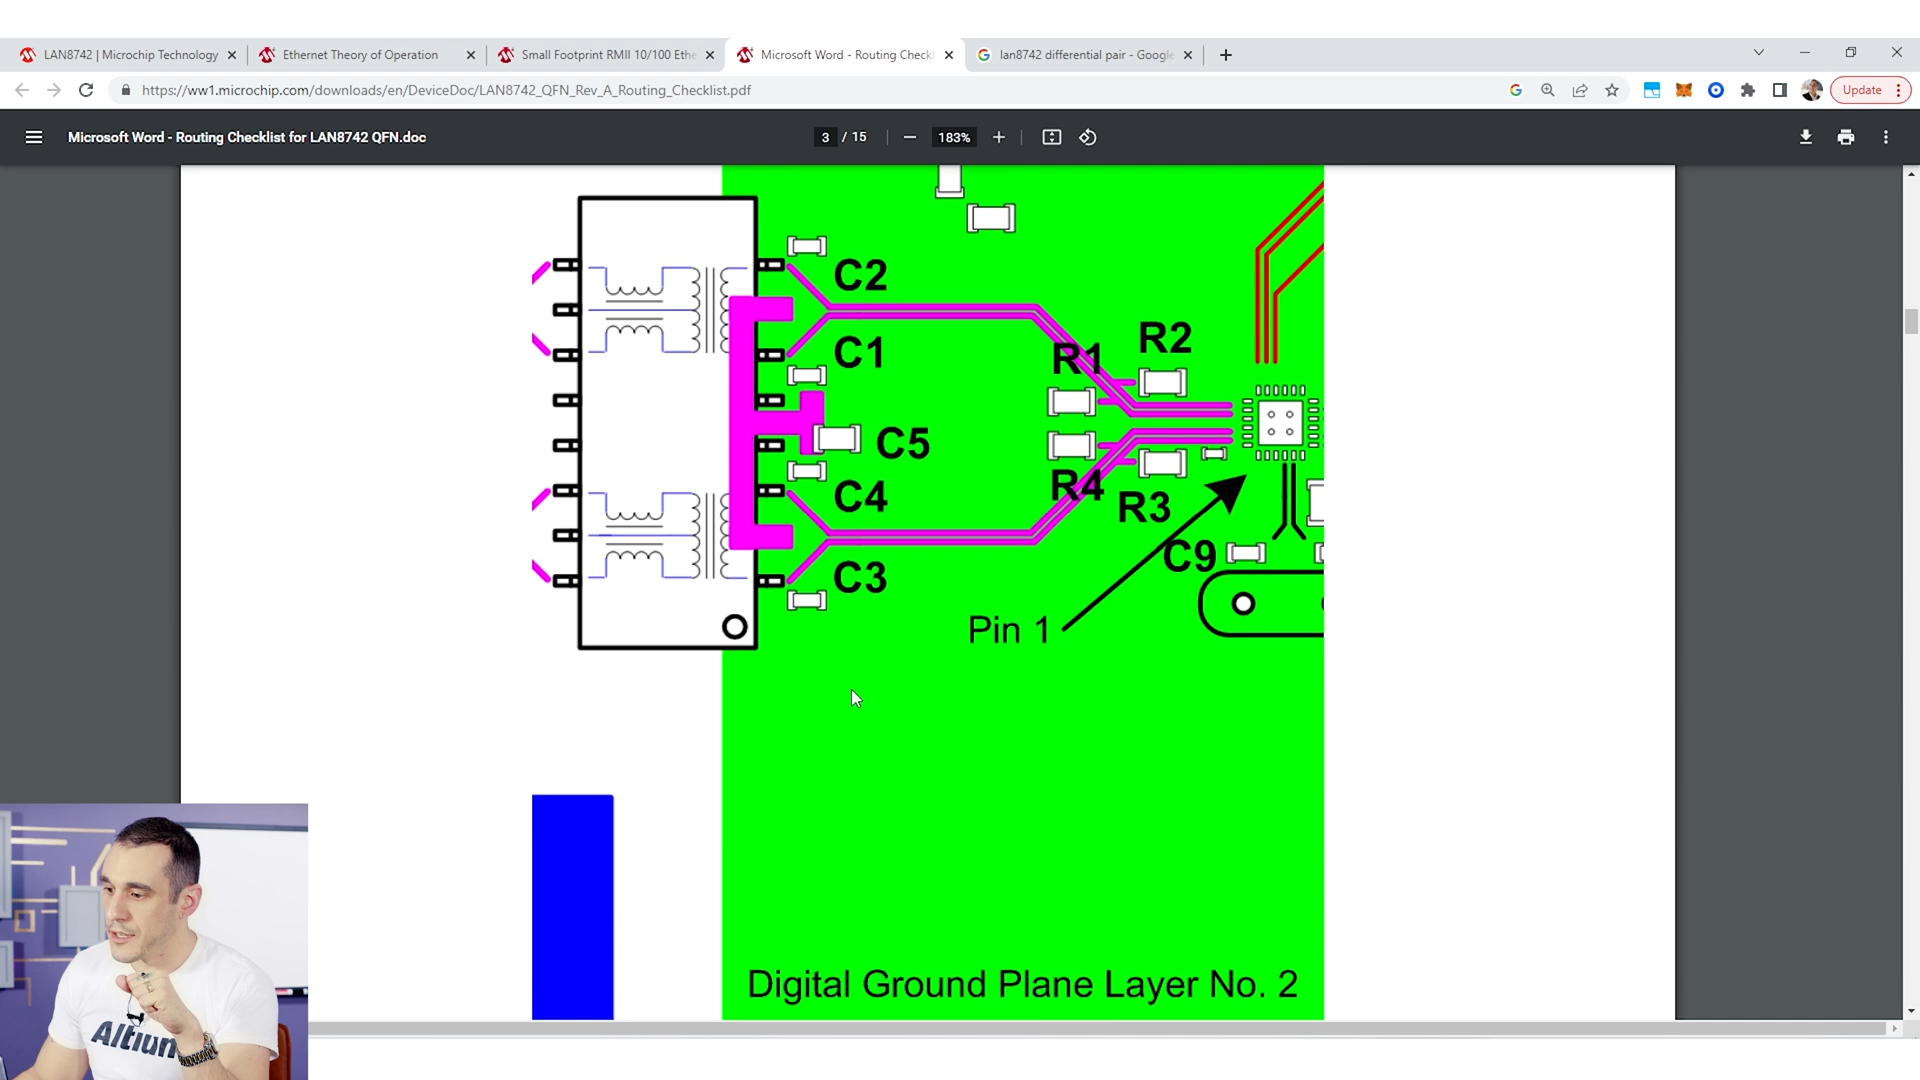 LAN8742 | Microchip Technology
Ethernet Theory of Operation
Small Footprint RMII 10/100 Ethe
Microsoft Word - Routing Checkl
lan8742 differential pair - Google
https://ww1.microchip.com/downloads/en/DeviceDoc/LAN8742_QFN_Rev_A_Routing_Checklist.pdf
Update
Microsoft Word - Routing Checklist for LAN8742 QFN.doc
3 / 15
183%
C2
C1
R1
R2
C5
C4
R4
R3
C9
C3
Pin 1
Digital Ground Plane Layer No. 2
Altium